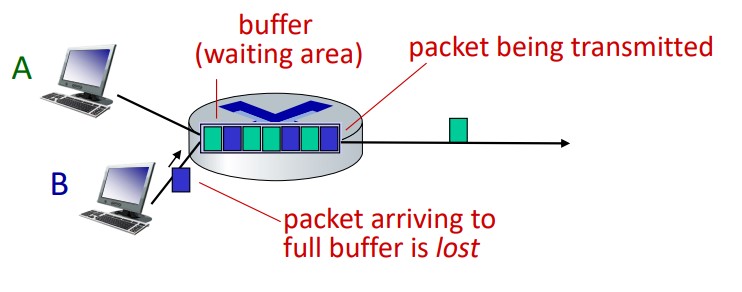 buffer
(waiting area)
packet being transmitted
A
B
packet arriving to
full buffer is lost